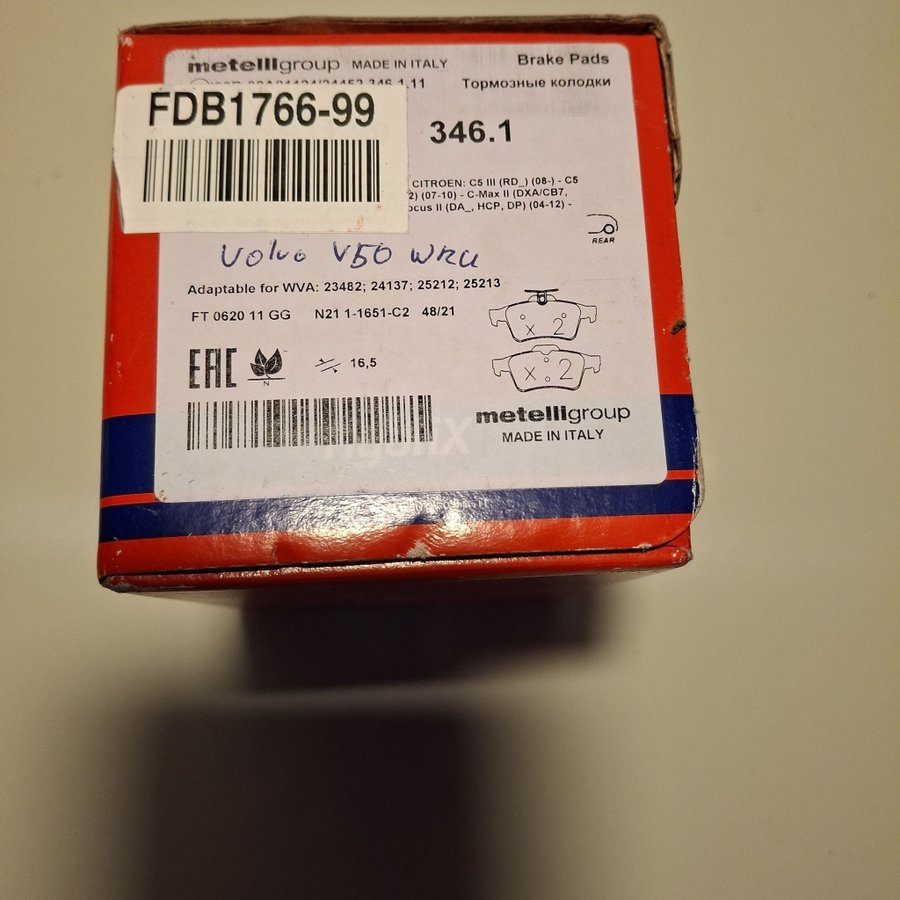 metelligroup MADE IN ITALY Brake Pads
346.1.11 Тормозные колодки
FDB1766-99
346.1
CITROEN: C5 III (RD_) (08-) - C5
2) (07-10) - C-Max II (DXA/CB7,
ocus II (DA_, HCP, DP) (04-12) -
REAR
Volvo V50
Adaptable for WVA: 23482; 24137; 25212; 25213
FT 0620 11 GG N21 1-1651-C2 48/21
x 2
EAC N 16,5
x 2
metelligroup
MADE IN ITALY